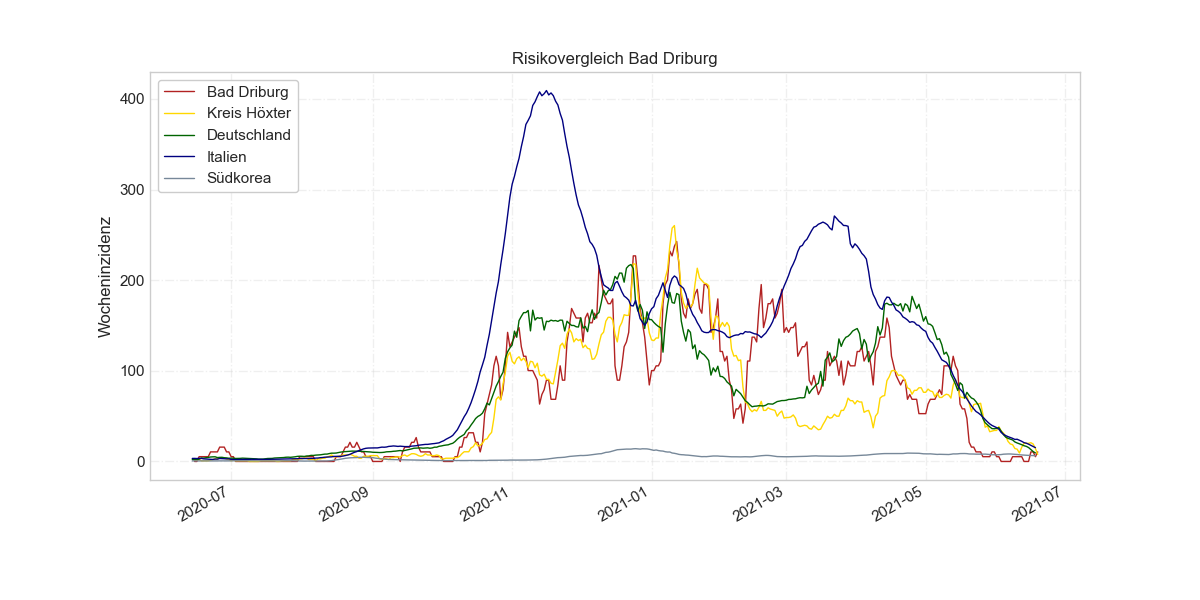 Risikovergleich Bad Driburg
Wocheninzidenz
400
300
200
100
0
Bad Driburg
Kreis Höxter
Deutschland
Italien
Südkorea
2020-07
2020-09
2020-11
2021-01
2021-03
2021-05
2021-07